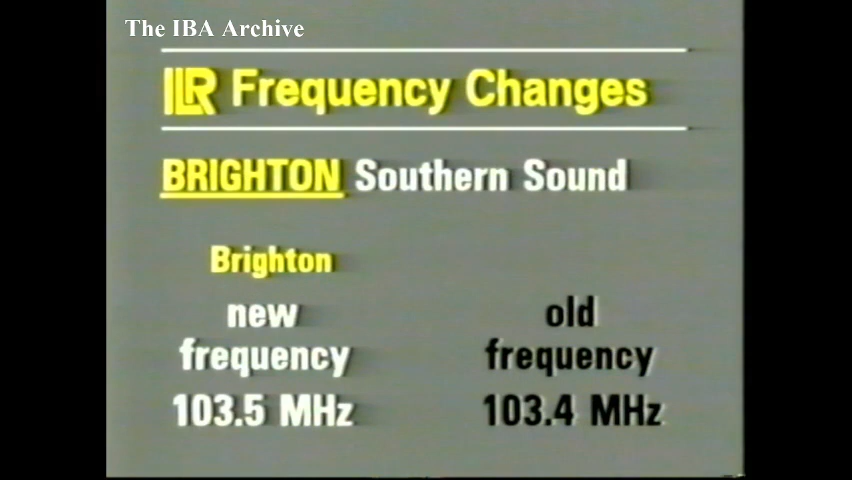 The IBA Archive
ILR Frequency Changes
BRIGHTON Southern Sound
Brighton
new old
frequency frequency
103.5 MHz 103.4 MHz